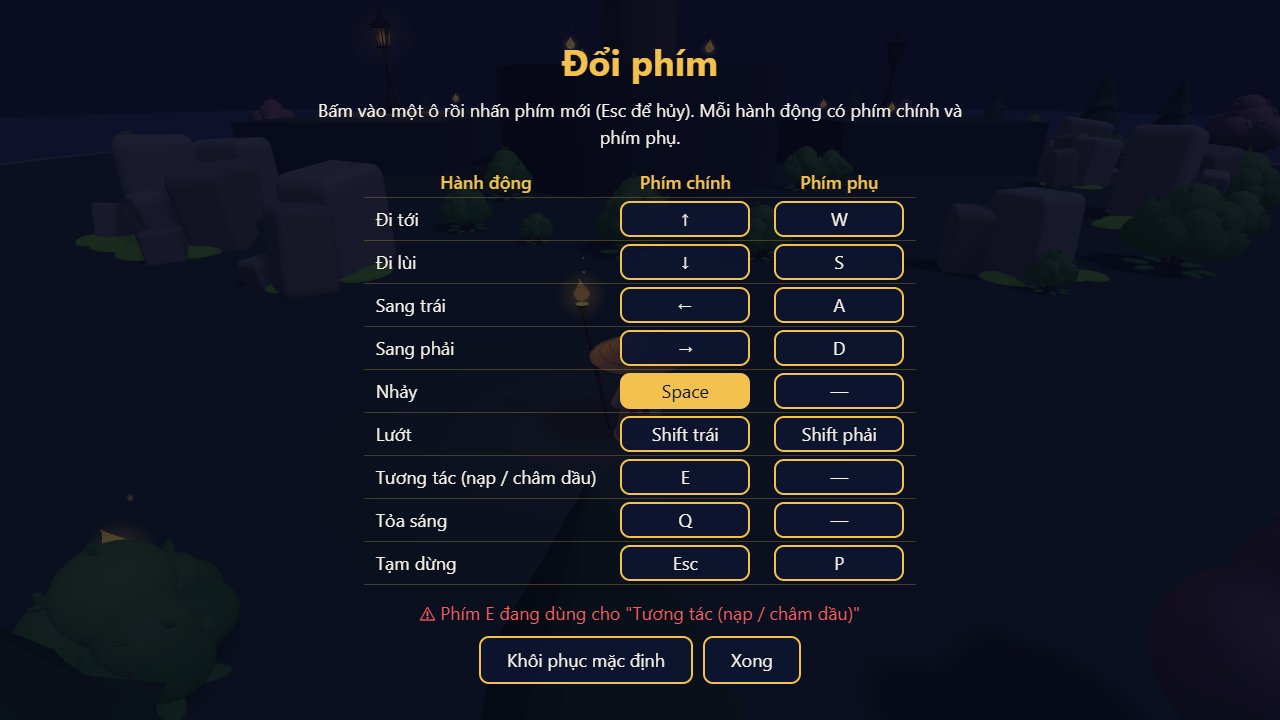 Đổi phím
Bấm vào một ô rồi nhấn phím mới (Esc để hủy). Mỗi hành động có phím chính và
phím phụ.
Hành động Phím chính Phím phụ
Đi tới ↑ W
Đi lùi ↓ S
Sang trái ← A
Sang phải → D
Nhảy Space —
Lướt Shift trái Shift phải
Tương tác (nạp / châm dầu) E —
Tỏa sáng Q —
Tạm dừng Esc P
⚠ Phím E đang dùng cho "Tương tác (nạp / châm dầu)"
Khôi phục mặc định Xong